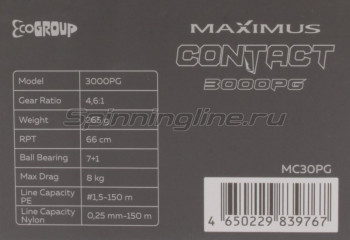 ECOGROUP
MAXIMUS
CONTACT
3000PG
Model 3000PG
Gear Ratio 4,6:1
Weight 265 g
RPT 66 cm
Ball Bearing 7+1
Max Drag 8 kg
Line Capacity PE #1,5-150 m
Line Capacity Nylon 0,25 mm-150 m
Spinningline.ru
MC30PG
4 650229 839767